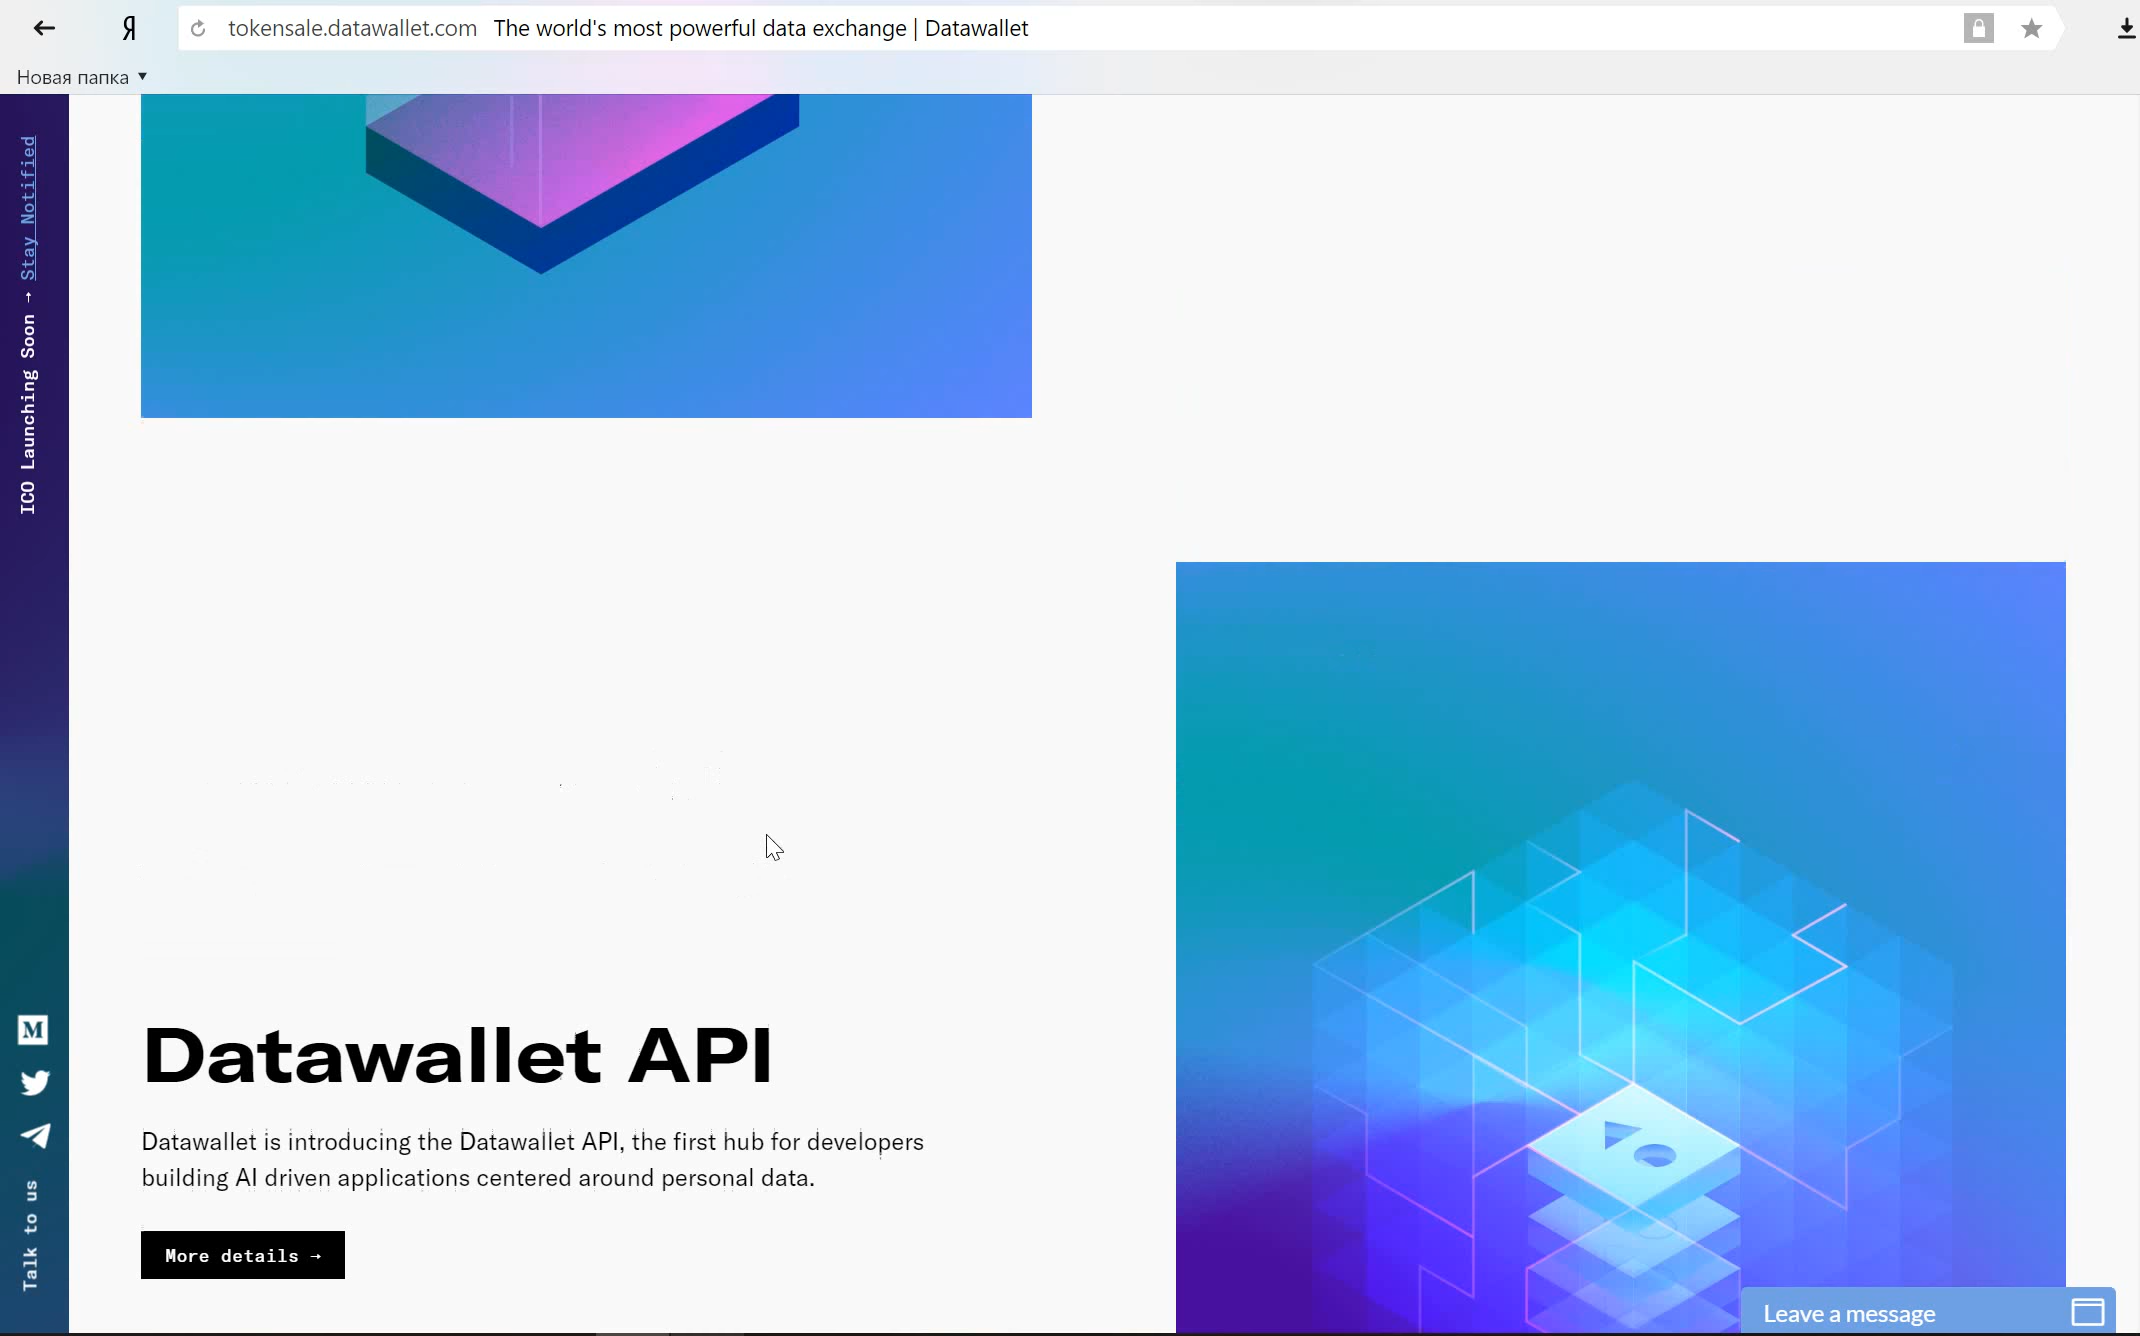 Я
tokensale.datawallet.com The world's most powerful data exchange | Datawallet
Новая папка ▼
ICO Launching Soon → Stay Notified
M
Datawallet API
Datawallet is introducing the Datawallet API, the first hub for developers
building AI driven applications centered around personal data.
More details →
Talk to us
Leave a message